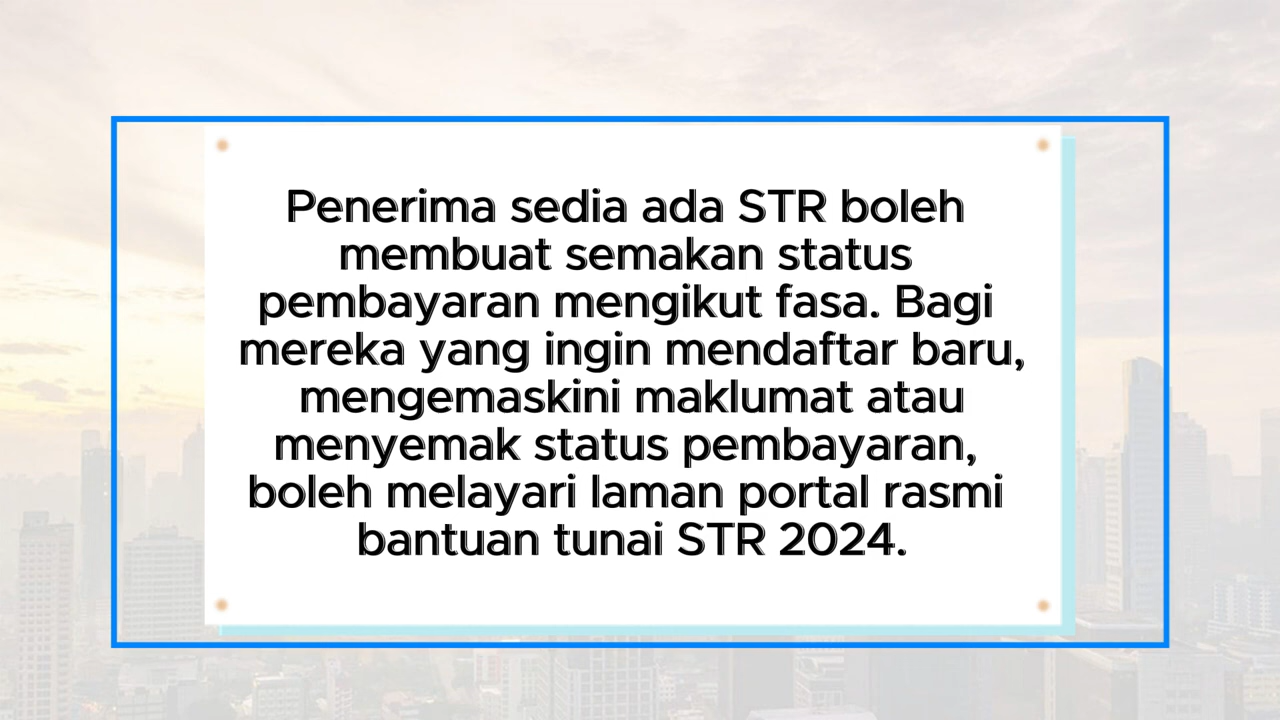 Penerima sedia ada STR boleh
membuat semakan status
pembayaran mengikut fasa. Bagi
mereka yang ingin mendaftar baru,
mengemaskini maklumat atau
menyemak status pembayaran,
boleh melayari laman portal rasmi
bantuan tunai STR 2024.